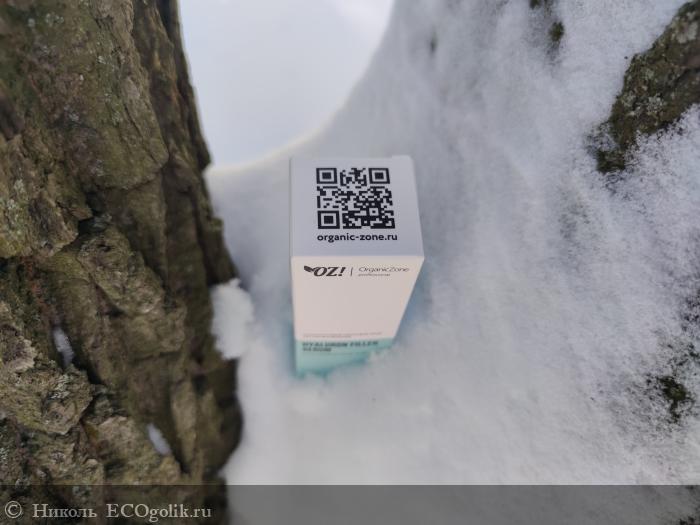 organic-zone.ru
OZ! | OrganicZone
professional
HYALURON FILLER
SERUM
© Николь ECOgolik.ru